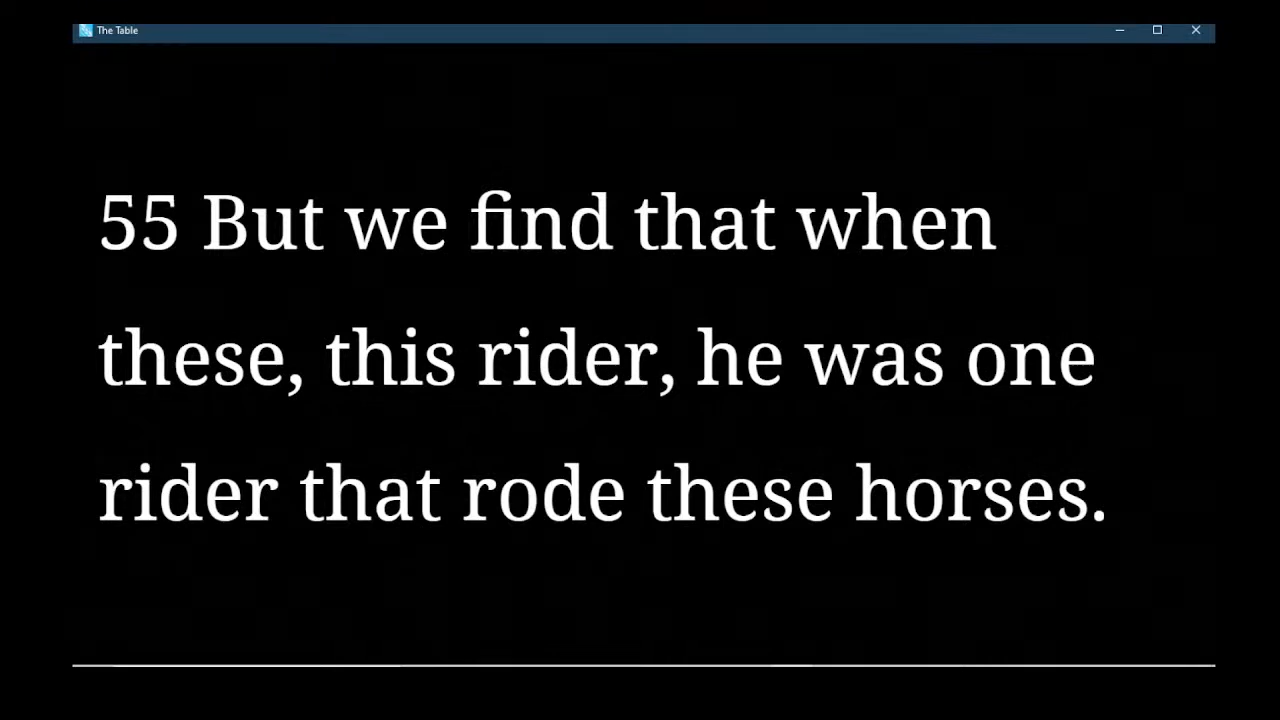 The Table
55 But we find that when
these, this rider, he was one
rider that rode these horses.